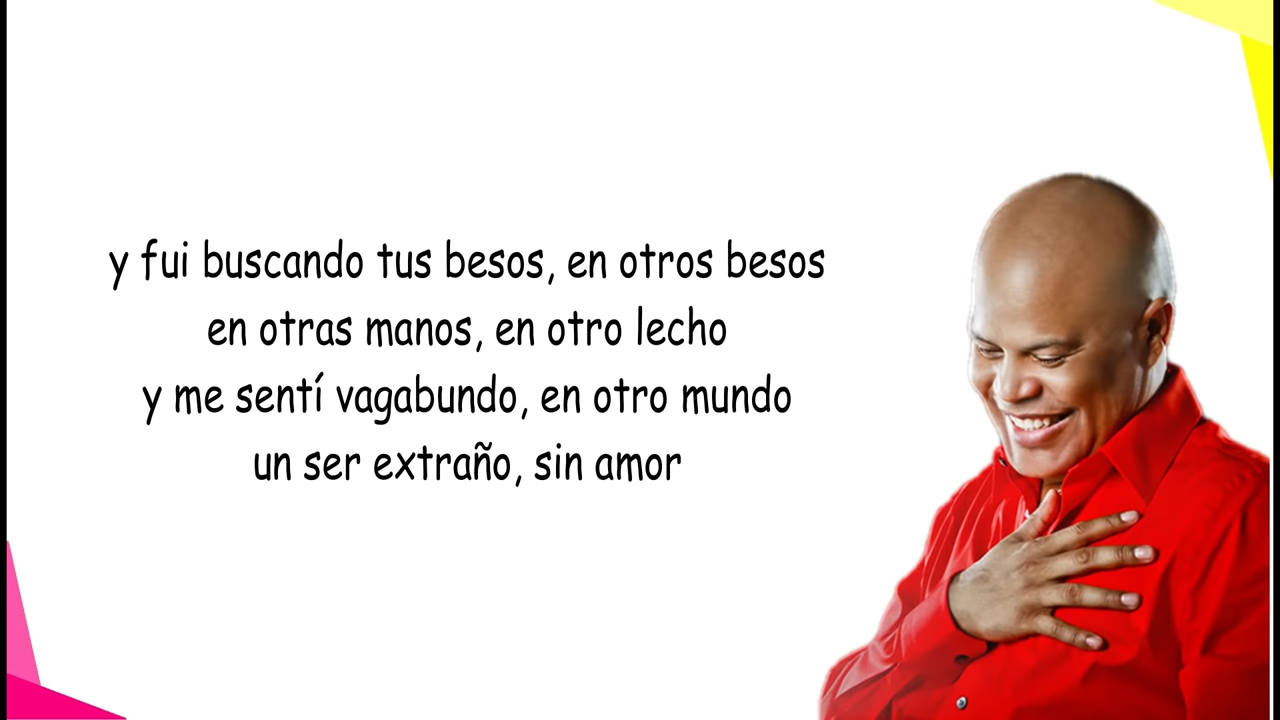 y fui buscando tus besos, en otros besos
en otras manos, en otro lecho
y me sentí vagabundo, en otro mundo
un ser extraño, sin amor